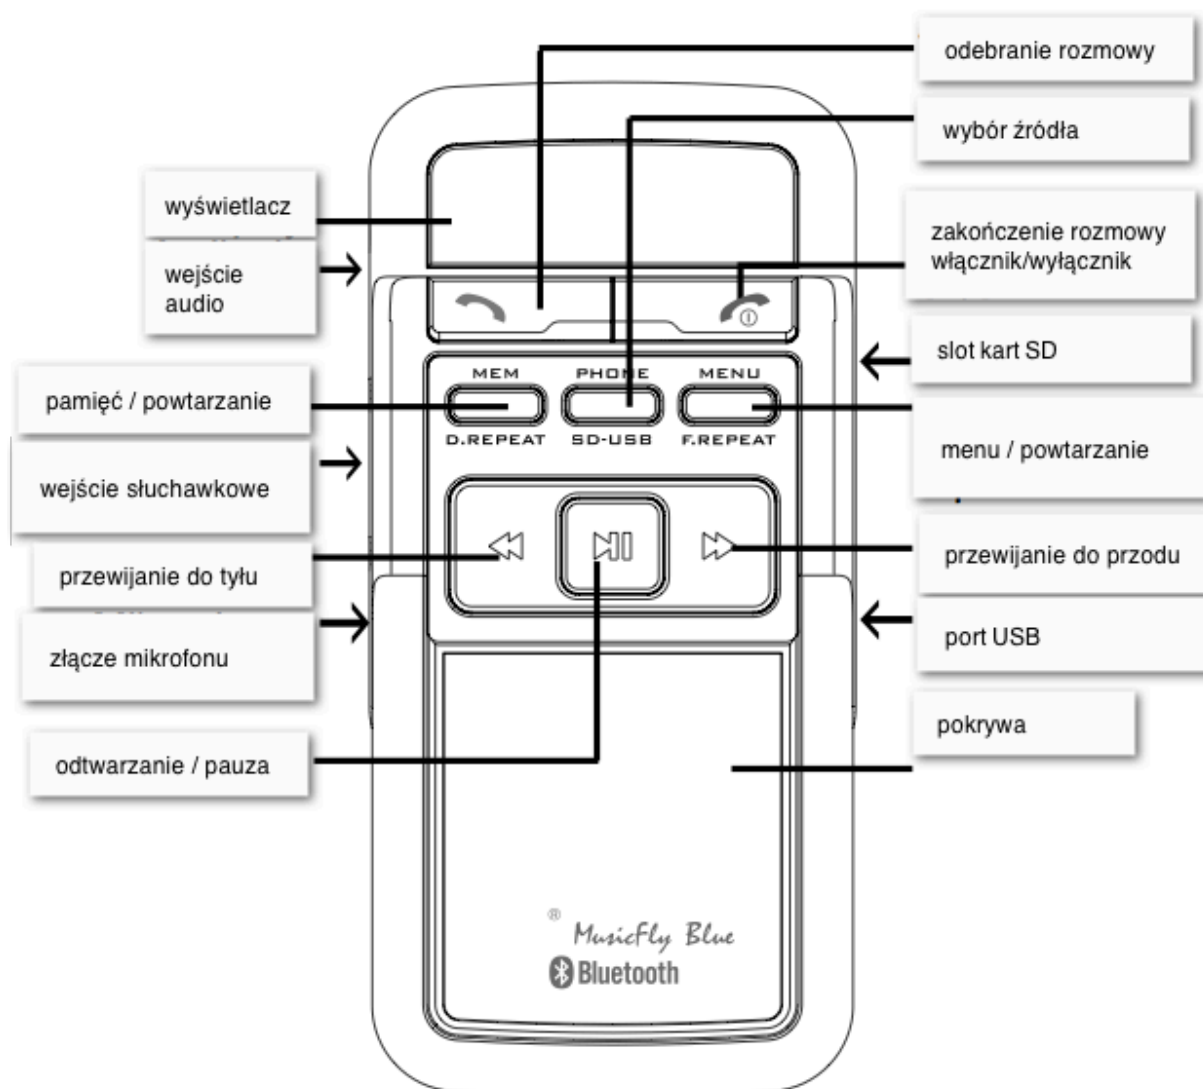 odebranie rozmowy
wybór źródła
wyświetlacz
wejście
audio
zakończenie rozmowy
włącznik/wyłącznik
slot kart SD
MEM PHONE MENU
pamięć / powtarzanie
D.REPEAT SD-USB F.REPEAT
menu / powtarzanie
wejście słuchawkowe
przewijanie do tyłu
przewijanie do przodu
złącze mikrofonu
port USB
pokrywa
odtwarzanie / pauza
®
MusicFly Blue
Bluetooth